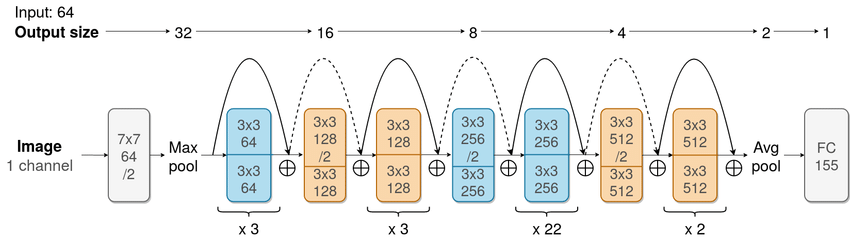 Input: 64
Output size 32 16 8 4 2 1
Image
1 channel
7x7
64
/2
Max
pool
3x3
64
3x3
64
x 3
3x3
128
/2
3x3
128
3x3
128
3x3
128
x 3
3x3
256
/2
3x3
256
3x3
256
3x3
256
x 22
3x3
512
/2
3x3
512
3x3
512
3x3
512
x 2
Avg
pool
FC
155